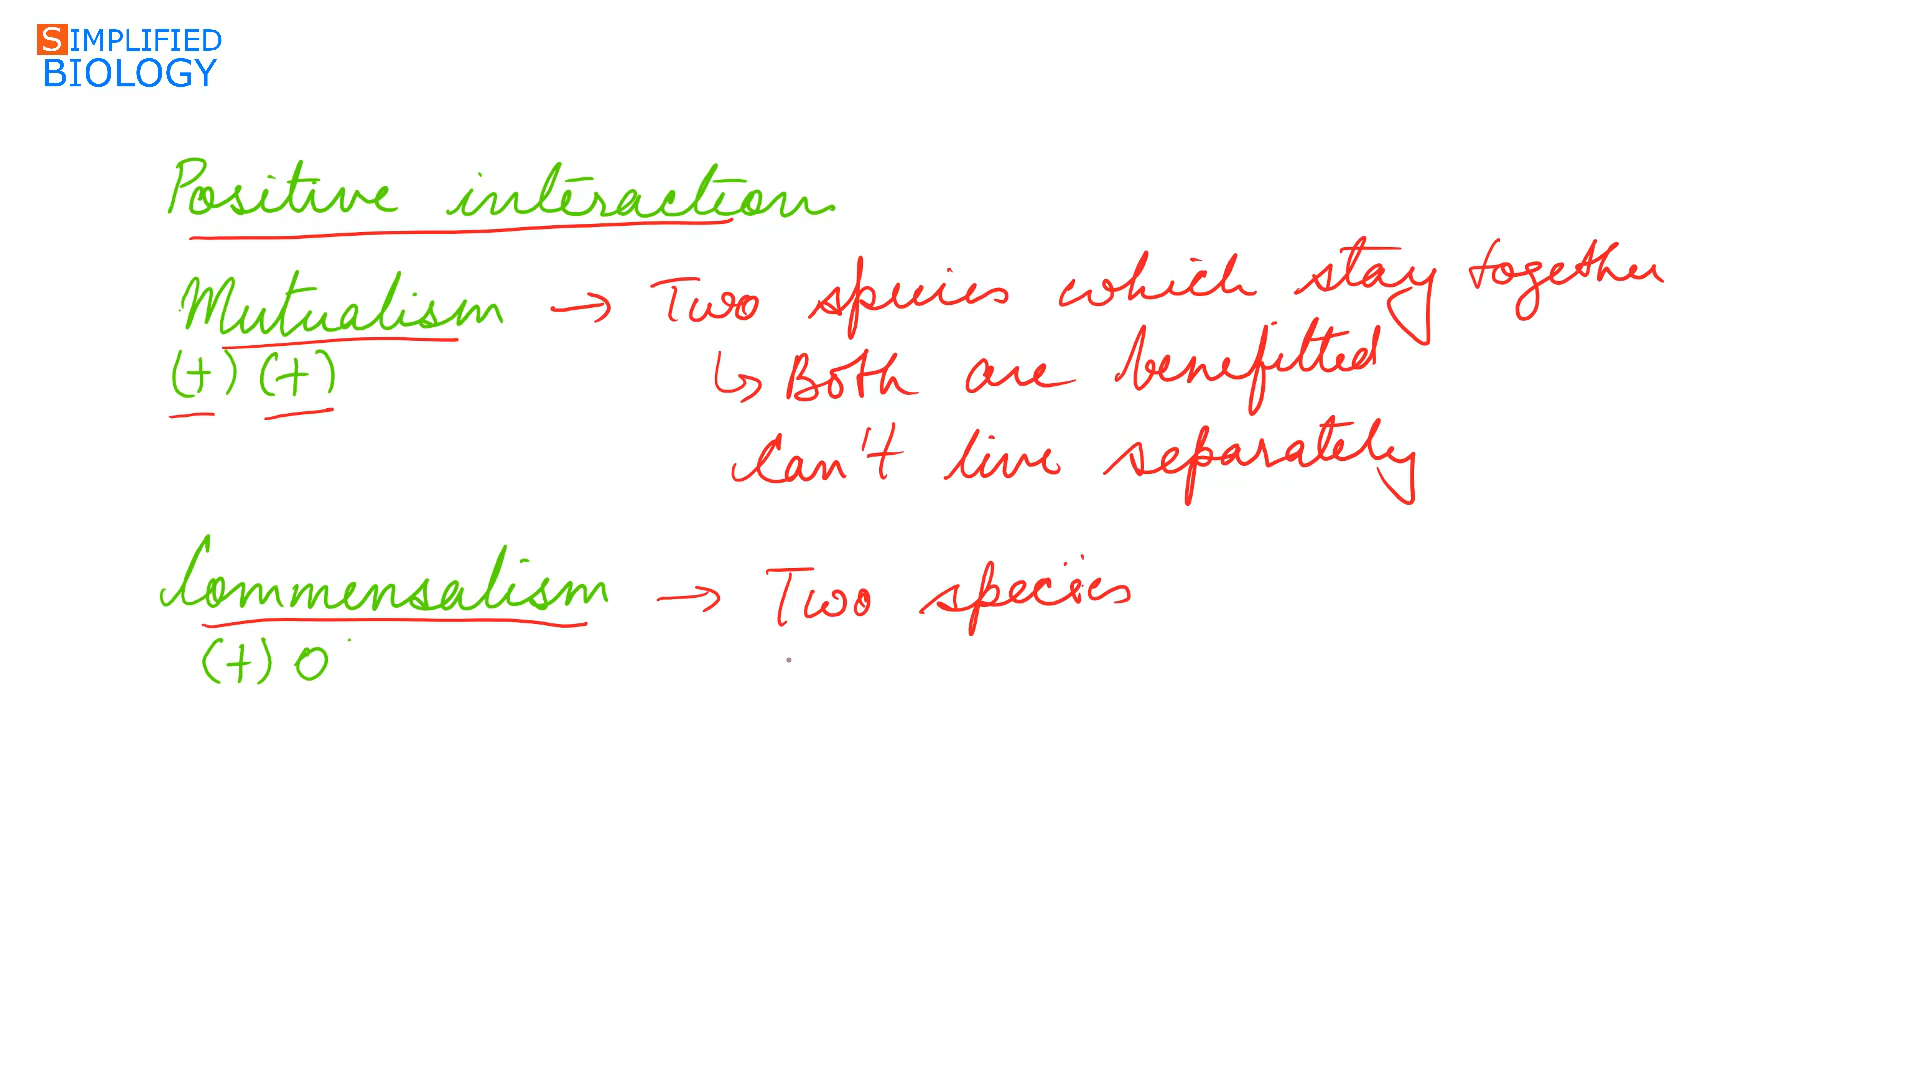 SIMPLIFIED
BIOLOGY
Positive interaction
Mutualism → Two species which stay together
(+) (+) ↳ Both are benefitted
Can't live separately
Commensalism → Two species
(+) 0